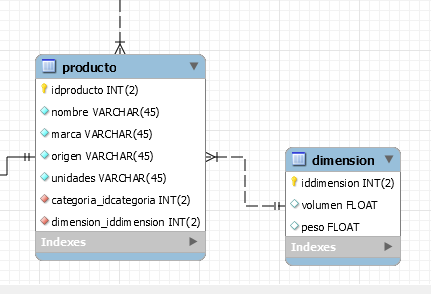 producto
idproducto INT(2)
nombre VARCHAR(45)
marca VARCHAR(45)
origen VARCHAR(45)
unidades VARCHAR(45)
categoria_idcategoria INT(2)
dimension_iddimension INT(2)
Indexes
dimension
iddimension INT(2)
volumen FLOAT
peso FLOAT
Indexes